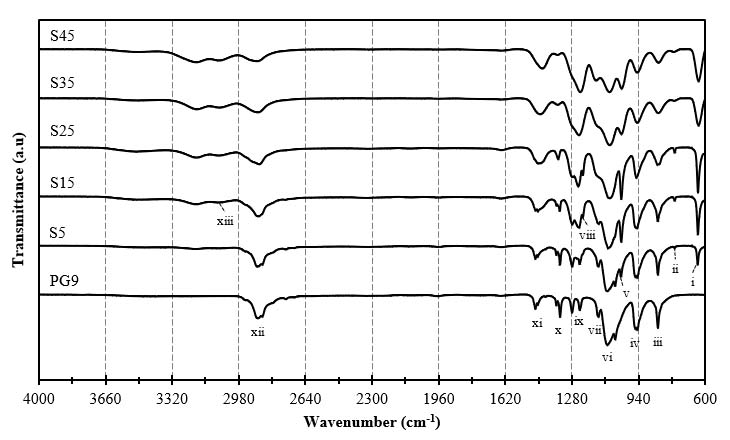 S45
S35
S25
S15
xiii
viii
S5
ii
i
v
PG9
xii
xi
x
ix
vii
vi
iv
iii
Transmittance (a.u)
4000 3660 3320 2980 2640 2300 1960 1620 1280 940 600
Wavenumber (cm-1)